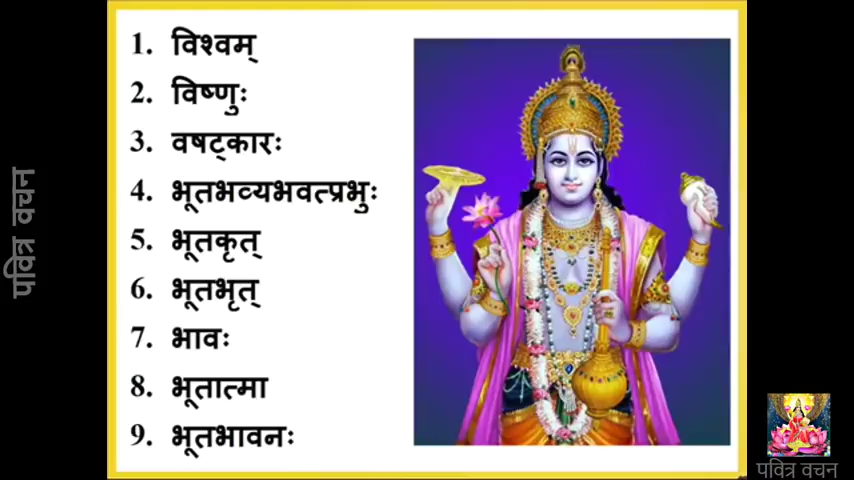 1. विश्वम्
2. विष्णुः
3. वषट्कारः
4. भूतभव्यभवत्प्रभुः
5. भूतकृत्
6. भूतभृत्
7. भावः
8. भूतात्मा
9. भूतभावनः
पवित्र वचन
पवित्र वचन